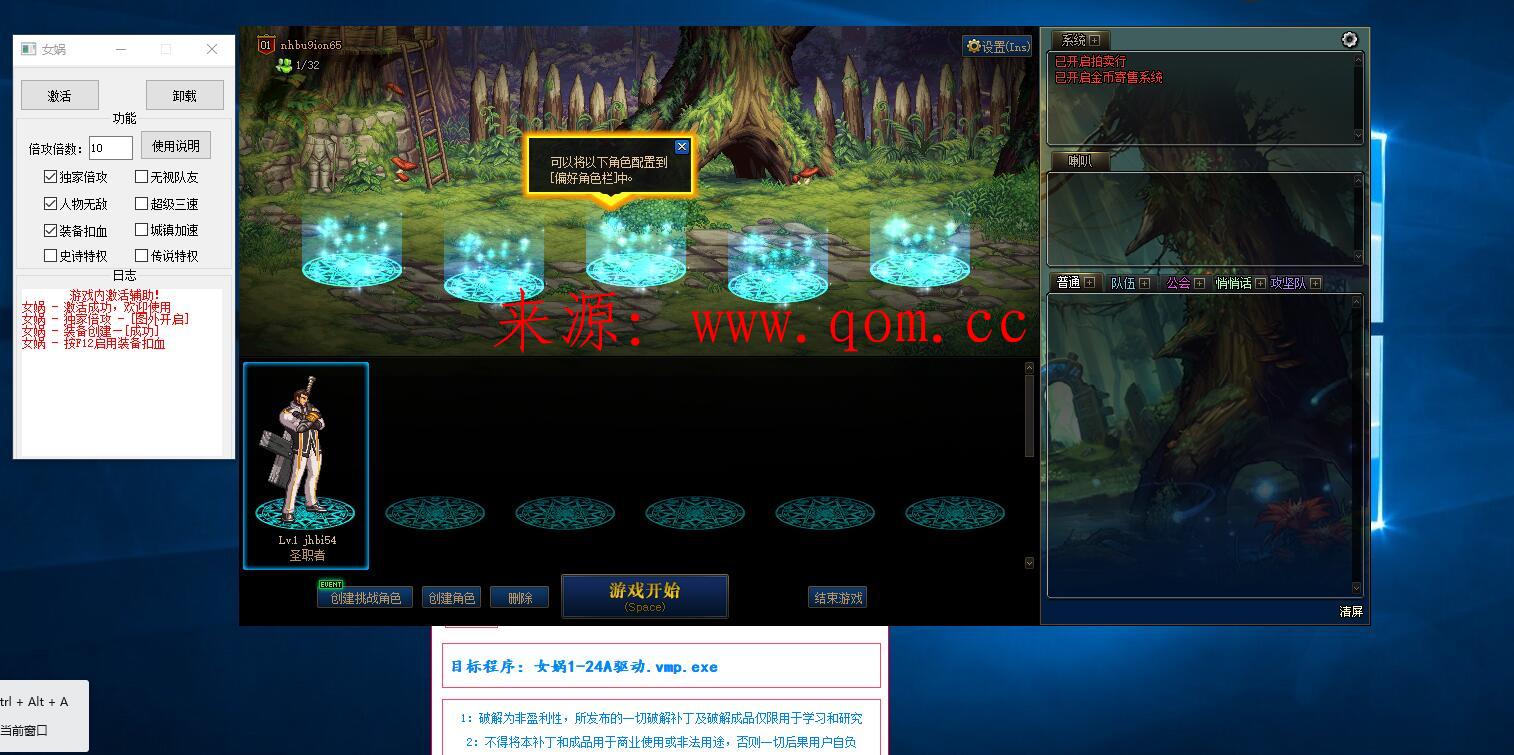 女娲
激活
卸载
功能
倍攻倍数: 10
使用说明
独家倍攻
无视队友
人物无敌
超级三速
装备扣血
城镇加速
史诗特权
传说特权
日志
游戏内激活辅助!
女娲 - 激活成功, 欢迎使用
女娲 - 独家倍攻 - [图外开启]
女娲 - 装备创建—[成功]
女娲 - 按F12启用装备扣血
01 nhbu9ion65
1/32
设置(Ins)
可以将以下角色配置到
[偏好角色栏]中。
来源: www.qom.cc
Lv.1 jhbi54
圣职者
EVENT
创建挑战角色
创建角色
删除
游戏开始
(Space)
结束游戏
系统
已开启拍卖行
已开启金币寄售系统
喇叭
普通
队伍
公会
悄悄话
攻坚队
清屏
目标程序: 女娲1-24A驱动.vmp.exe
1: 破解为非盈利性, 所发布的一切破解补丁及破解成品仅限用于学习和研究
2: 不得将本补丁和成品用于商业使用或非法用途, 否则一切后果用户自负
trl + Alt + A
当前窗口